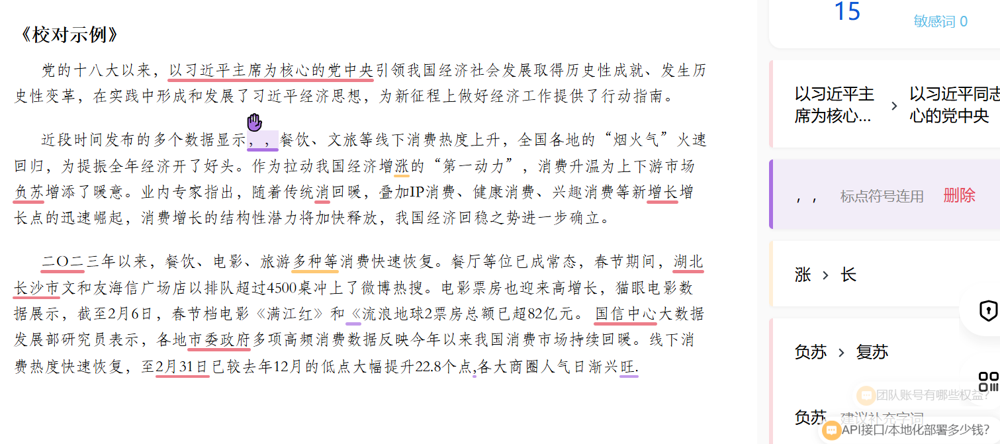 《校对示例》
党的十八大以来，以习近平主席为核心的党中央引领我国经济社会发展取得历史性成就、发生历
史性变革，在实践中形成和发展了习近平经济思想，为新征程上做好经济工作提供了行动指南。
近段时间发布的多个数据显示，，餐饮、文旅等线下消费热度上升，全国各地的“烟火气”火速
回归，为提振全年经济开了好头。作为拉动我国经济增涨的“第一动力”，消费升温为上下游市场
负苏增添了暖意。业内专家指出，随着传统消回暖，叠加IP消费、健康消费、兴趣消费等新增长增
长点的迅速崛起，消费增长的结构性潜力将加快释放，我国经济回稳之势进一步确立。
二〇二三年以来，餐饮、电影、旅游多种等消费快速恢复。餐厅等位已成常态，春节期间，湖北
长沙市文和友海信广场店以排队超过4500桌冲上了微博热搜。电影票房也迎来高增长，猫眼电影数
据展示，截至2月6日，春节档电影《满江红》和《流浪地球2票房总额已超82亿元。 国信中心大数据
发展部研究员表示，各地市委政府多项高频消费数据反映今年以来我国消费市场持续回暖。线下消
费热度快速恢复，至2月31日已较去年12月的低点大幅提升22.8个点,各大商圈人气日渐兴旺.
15
敏感词 0
以习近平主
席为核心...
>
以习近平同志
心的党中央
，， 标点符号连用 删除
涨 > 长
负苏 > 复苏
团队账号有哪些权益?
负苏 建议补充字词
API接口/本地化部署多少钱?